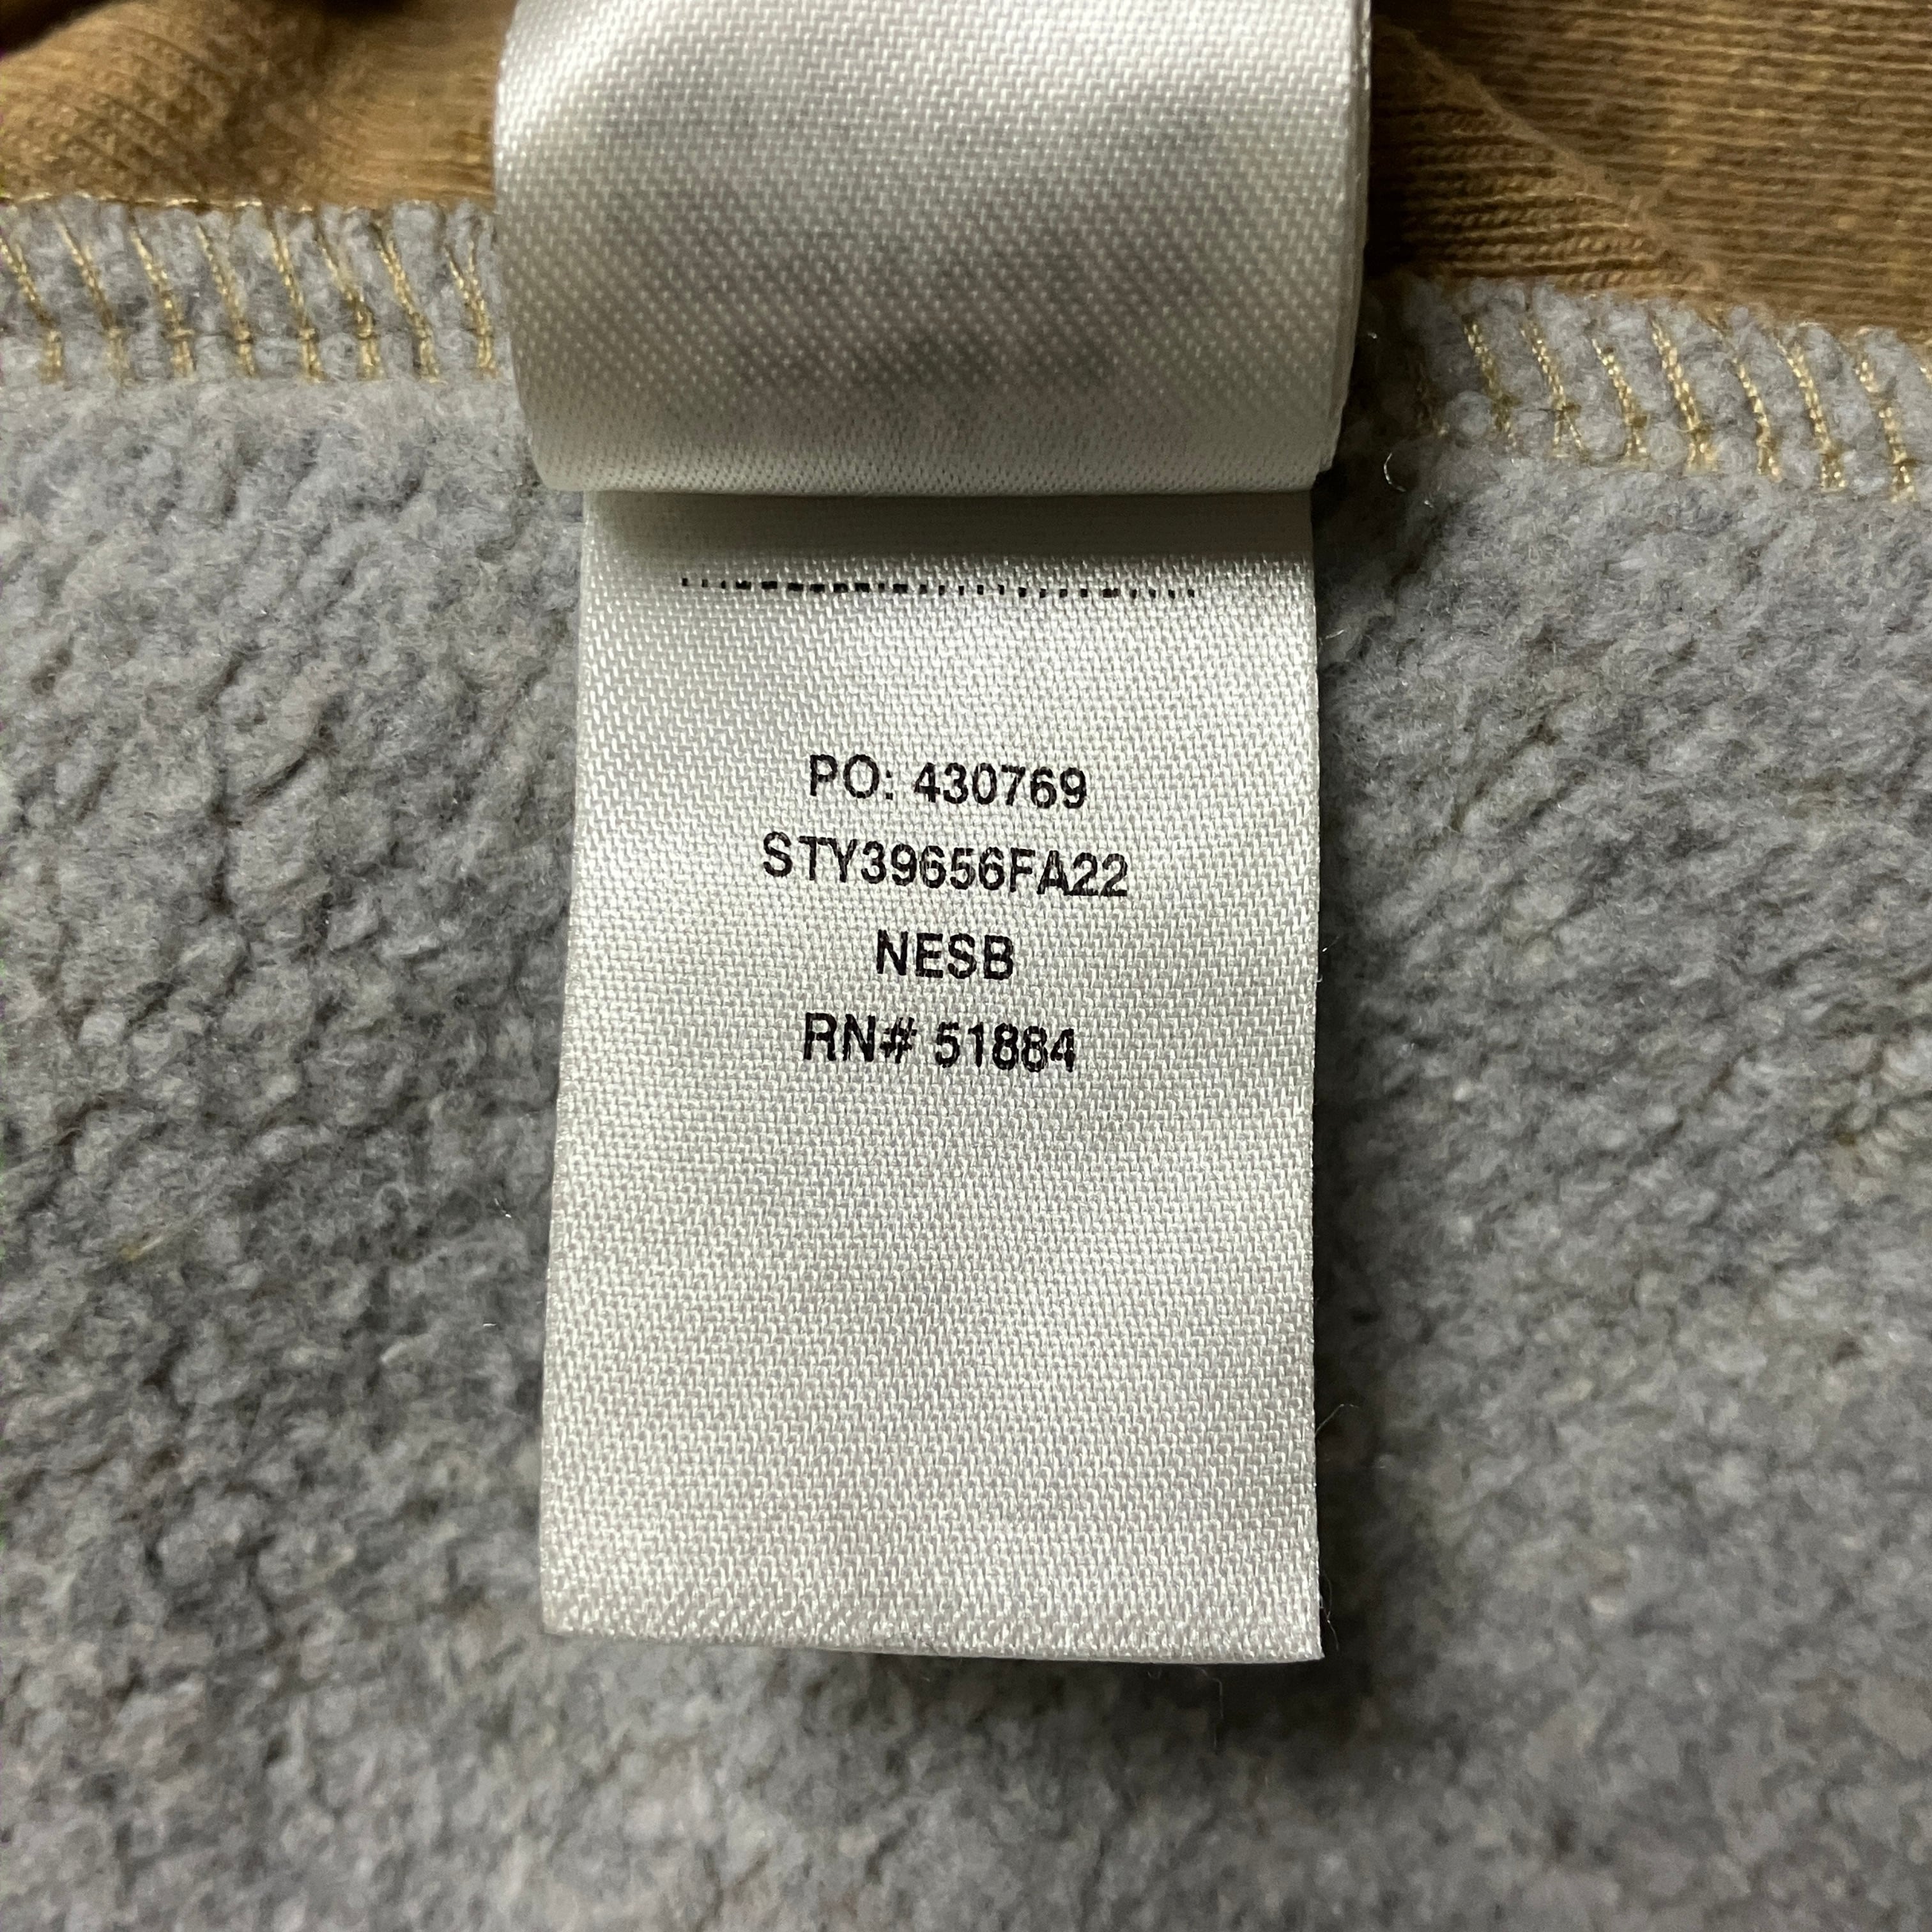 PO: 430769
STY39656FA22
NESB
RN# 51884